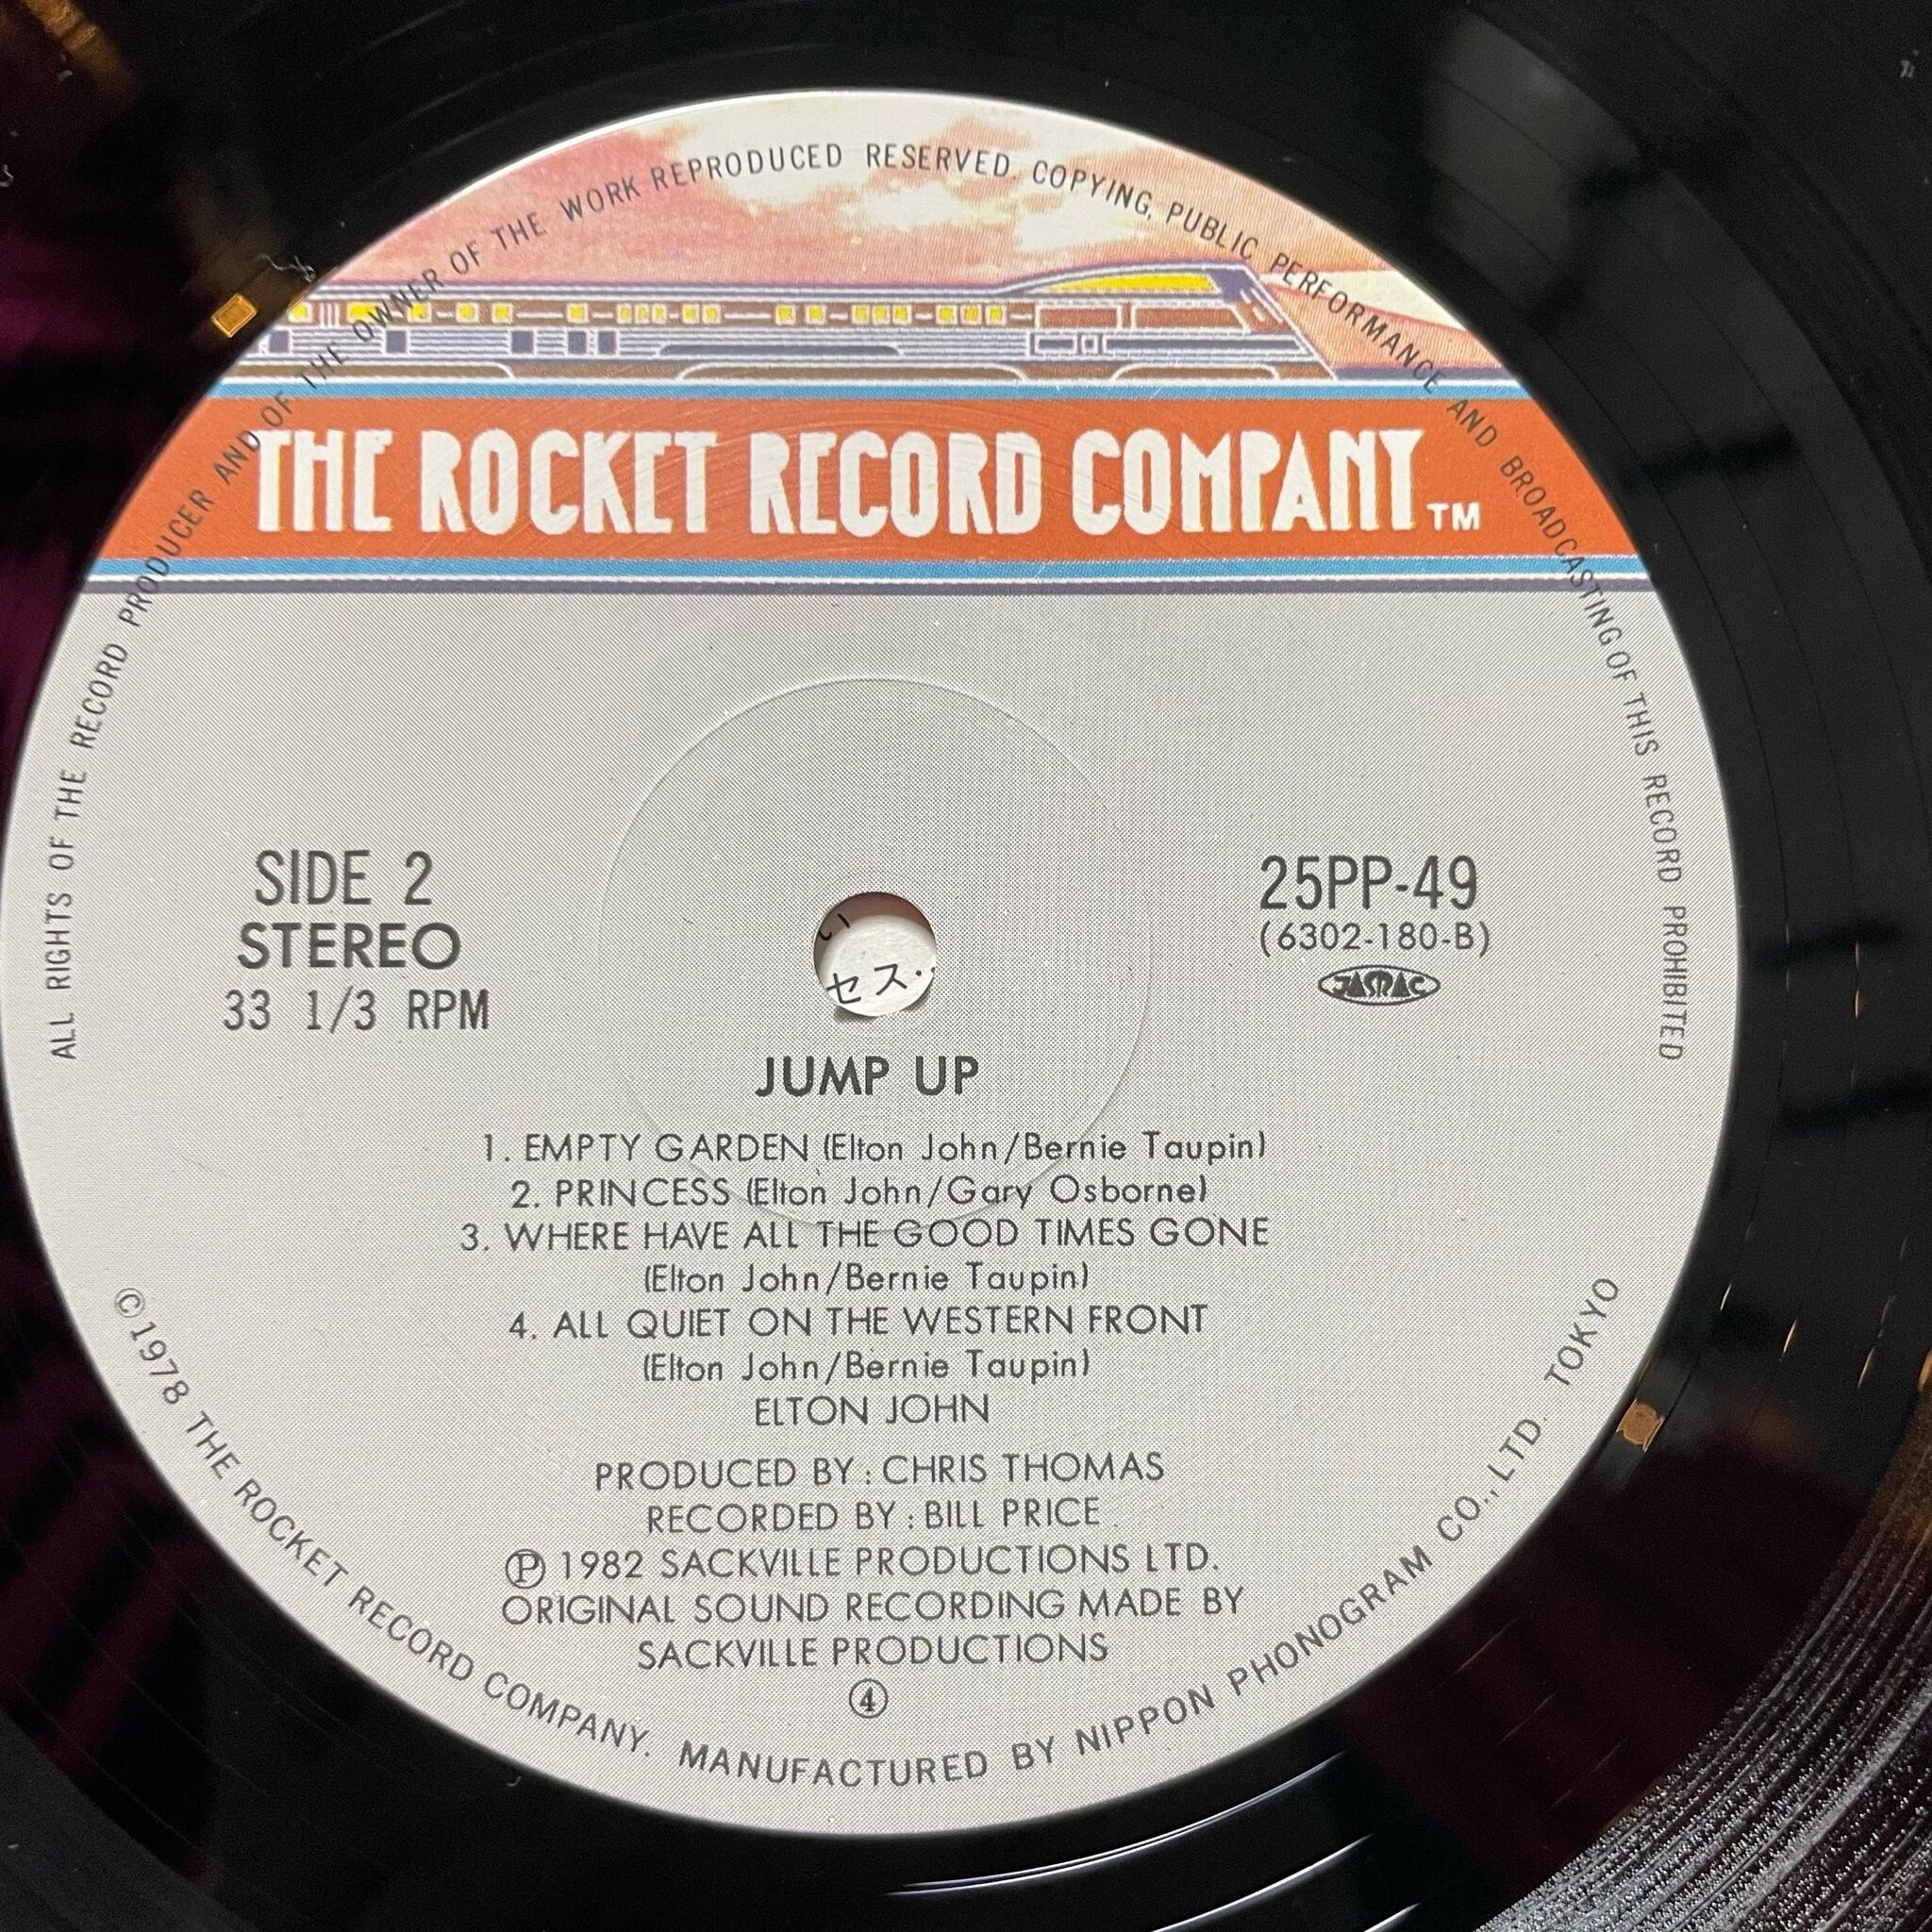 ALL RIGHTS OF THE RECORD PRODUCER AND OF THE OWNER OF THE WORK REPRODUCED RESERVED. COPYING, PUBLIC PERFORMANCE AND BROADCASTING OF THIS RECORD PROHIBITED
THE ROCKET RECORD COMPANY TM
SIDE 2
STEREO
33 1/3 RPM
25PP-49
(6302-180-B)
JASRAC
セス・
JUMP UP
1. EMPTY GARDEN (Elton John/Bernie Taupin)
2. PRINCESS (Elton John/Gary Osborne)
3. WHERE HAVE ALL THE GOOD TIMES GONE
(Elton John/Bernie Taupin)
4. ALL QUIET ON THE WESTERN FRONT
(Elton John/Bernie Taupin)
ELTON JOHN
PRODUCED BY : CHRIS THOMAS
RECORDED BY : BILL PRICE
Ⓟ 1982 SACKVILLE PRODUCTIONS LTD.
ORIGINAL SOUND RECORDING MADE BY
SACKVILLE PRODUCTIONS
④
©1978 THE ROCKET RECORD COMPANY. MANUFACTURED BY NIPPON PHONOGRAM CO., LTD. TOKYO